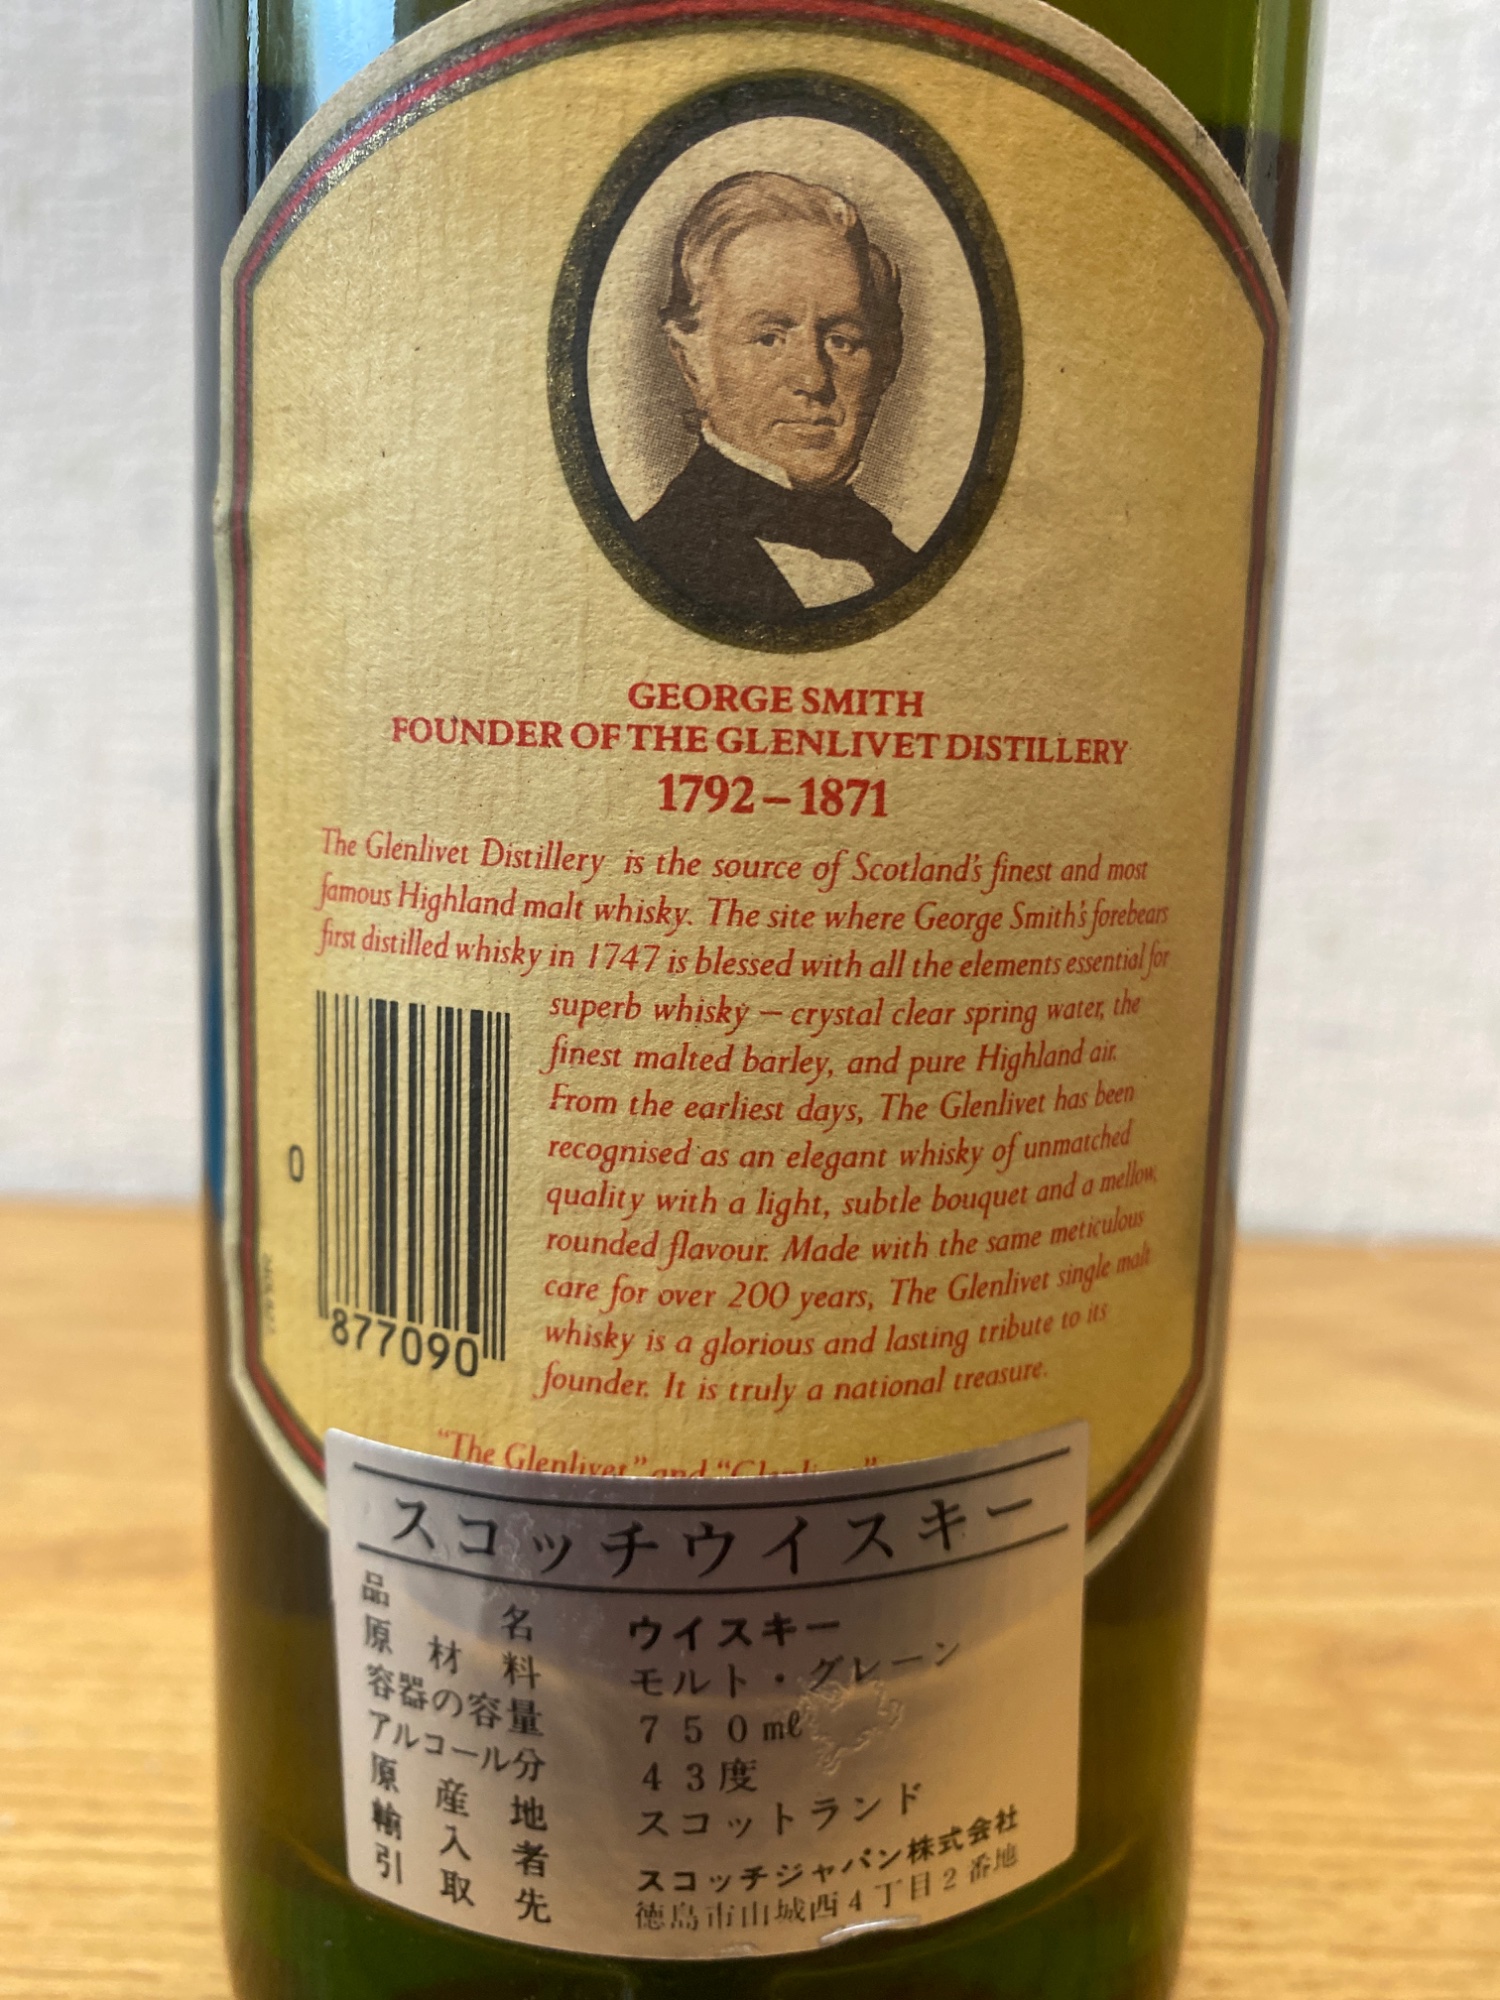 GEORGE SMITH
FOUNDER OF THE GLENLIVET DISTILLERY
1792-1871
The Glenlivet Distillery is the source of Scotland's finest and most
famous Highland malt whisky. The site where George Smith's forebears
first distilled whisky in 1747 is blessed with all the elements essential for
superb whisky – crystal clear spring water, the
finest malted barley, and pure Highland air.
From the earliest days, The Glenlivet has been
recognised as an elegant whisky of unmatched
quality with a light, subtle bouquet and a mellow,
rounded flavour. Made with the same meticulous
care for over 200 years, The Glenlivet single malt
whisky is a glorious and lasting tribute to its
founder. It is truly a national treasure.
0
877090
"The Glenlivet" and
スコッチウイスキー
品名 ウイスキー
原材料 モルト・グレーン
容器の容量 750mℓ
アルコール分 43度
原産地 スコットランド
輸入者 スコッチジャパン株式会社
引取先 徳島市山城西4丁目2番地